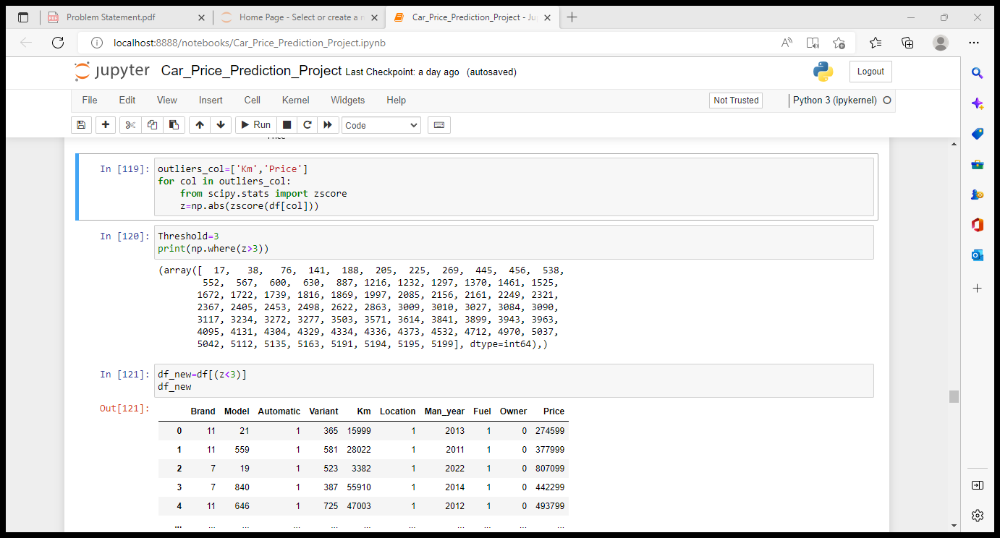 Problem Statement.pdf
Home Page - Select or create a n
Car_Price_Prediction_Project - Ju
localhost:8888/notebooks/Car_Price_Prediction_Project.ipynb
jupyter Car_Price_Prediction_Project Last Checkpoint: a day ago (autosaved)
Logout
File Edit View Insert Cell Kernel Widgets Help
Not Trusted
Python 3 (ipykernel)
Run
Code
Price
In [119]: outliers_col=['Km','Price']
for col in outliers_col:
    from scipy.stats import zscore
    z=np.abs(zscore(df[col]))
In [120]: Threshold=3
print(np.where(z>3))
(array([ 17, 38, 76, 141, 188, 205, 225, 269, 445, 456, 538,
552, 567, 600, 630, 887, 1216, 1232, 1297, 1370, 1461, 1525,
1672, 1722, 1739, 1816, 1869, 1997, 2085, 2156, 2161, 2249, 2321,
2367, 2405, 2453, 2498, 2622, 2863, 3009, 3010, 3027, 3084, 3090,
3117, 3234, 3272, 3277, 3503, 3571, 3614, 3841, 3899, 3943, 3963,
4095, 4131, 4304, 4329, 4334, 4336, 4373, 4532, 4712, 4970, 5037,
5042, 5112, 5135, 5163, 5191, 5194, 5195, 5199], dtype=int64),)
In [121]: df_new=df[(z<3)]
df_new
Out[121]:
Brand Model Automatic Variant Km Location Man_year Fuel Owner Price
0 11 21 1 365 15999 1 2013 1 0 274599
1 11 559 1 581 28022 1 2011 1 0 377999
2 7 19 1 523 3382 1 2022 1 0 807099
3 7 840 1 387 55910 1 2014 1 0 442299
4 11 646 1 725 47003 1 2012 1 0 493799
... ... ... ... ... ... ... ... ... ... ...